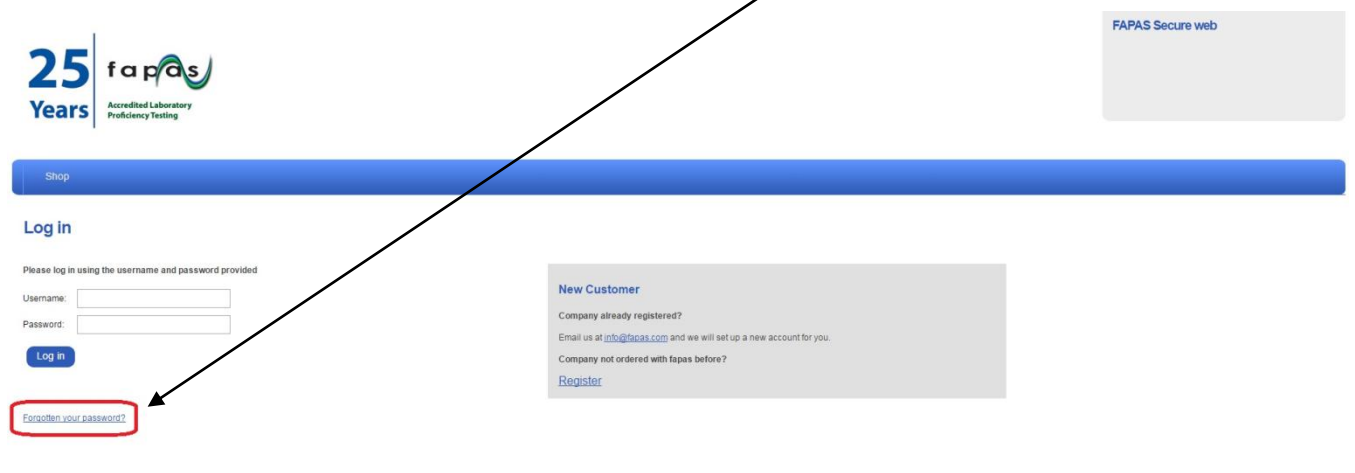 FAPAS Secure web
25 Years
fapas
Accredited Laboratory
Proficiency Testing
Shop
Log in
Please log in using the username and password provided
Username:
Password:
Log in
Forgotten your password?
New Customer
Company already registered?
Email us at info@fapas.com and we will set up a new account for you.
Company not ordered with fapas before?
Register